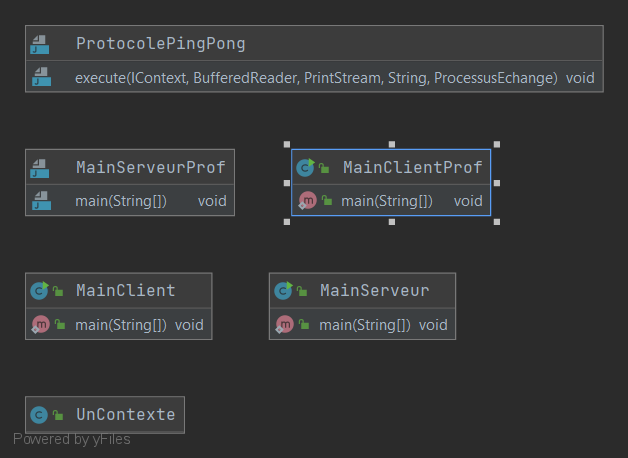 ProtocolePingPong
execute(IContext, BufferedReader, PrintStream, String, ProcessusEchange) void
MainServeurProf
main(String[]) void
MainClientProf
main(String[]) void
MainClient
main(String[]) void
MainServeur
main(String[]) void
UnContexte
Powered by yFiles